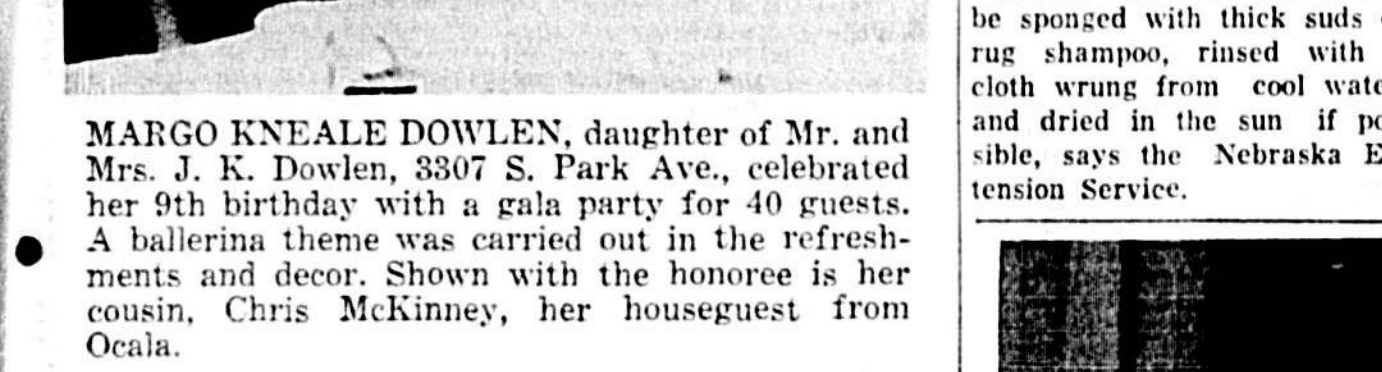 MARGO KNEALE DOWLEN, daughter of Mr. and
Mrs. J. K. Dowlen, 3307 S. Park Ave., celebrated
her 9th birthday with a gala party for 40 guests.
A ballerina theme was carried out in the refresh-
ments and decor. Shown with the honoree is her
cousin, Chris McKinney, her houseguest from
Ocala.
be sponged with thick suds
rug shampoo, rinsed with
cloth wrung from cool wate
and dried in the sun if po
sible, says the Nebraska E
tension Service.